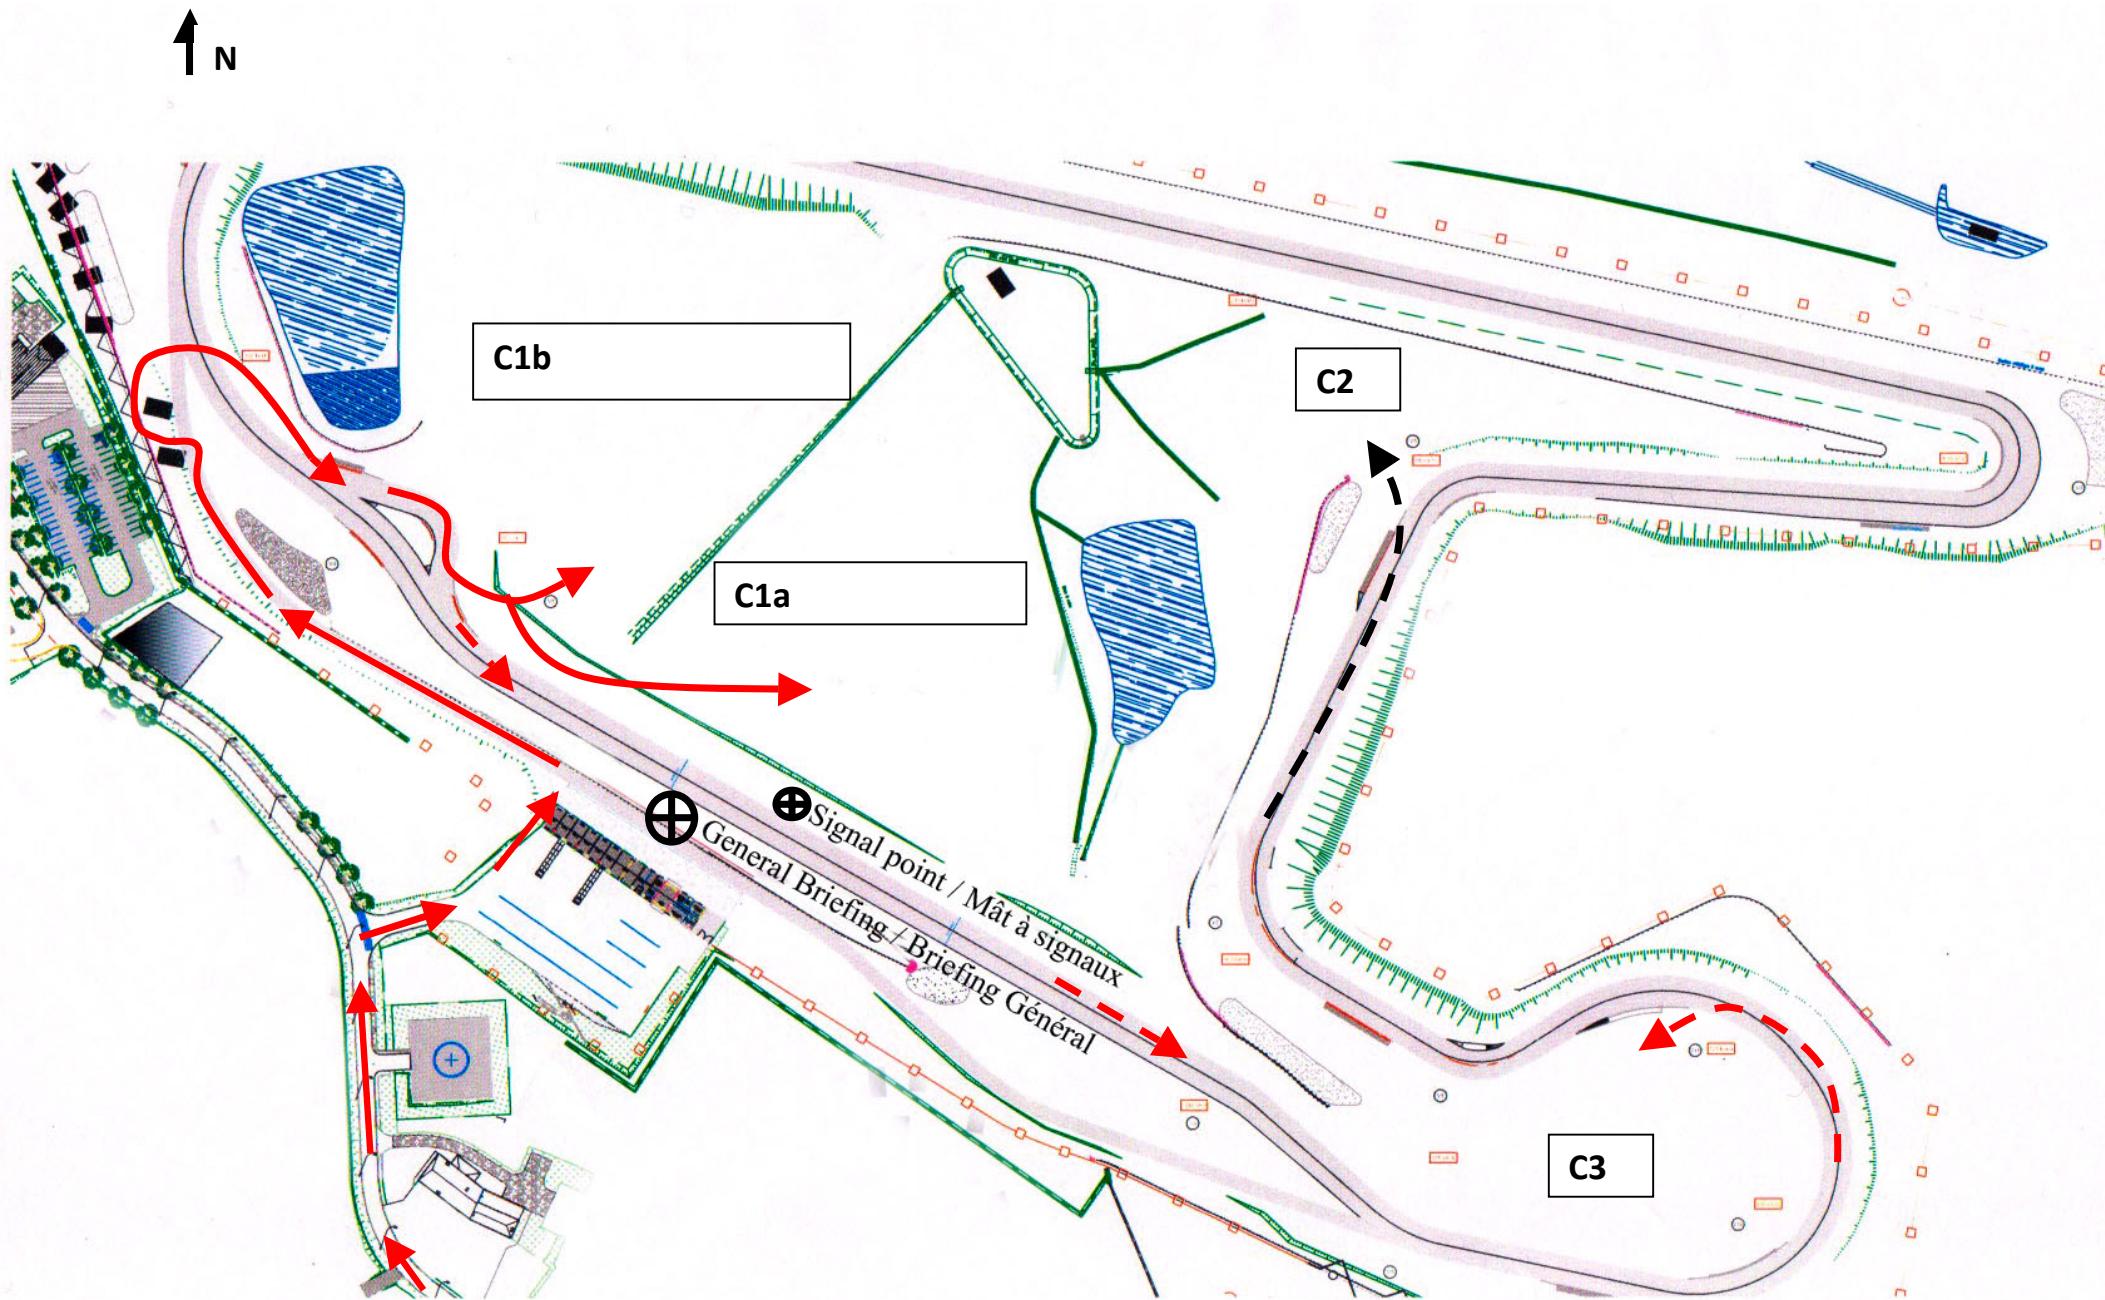 N
C1b
C2
C1a
Signal point / Mât à signaux
General Briefing / Briefing Général
C3